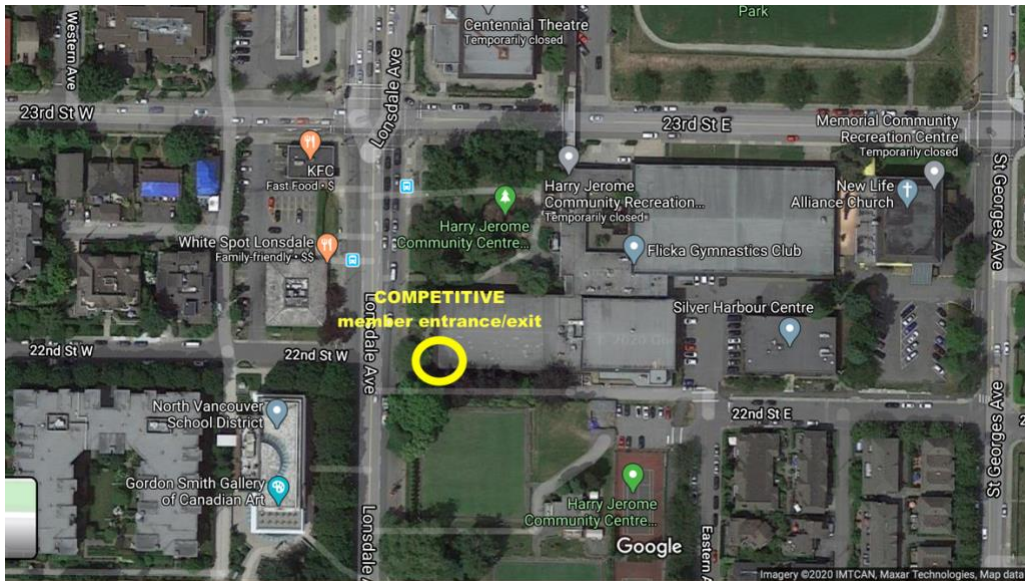 Park
Centennial Theatre
Temporarily closed
Western Ave
Lonsdale Ave
23rd St W
23rd St E
Memorial Community
Recreation Centre
Temporarily closed
St Georges Ave
KFC
Fast Food • $
Harry Jerome
Community Recreation...
Temporarily closed
New Life
Alliance Church
Harry Jerome
Community Centre...
White Spot Lonsdale
Family-friendly • $$
Flicka Gymnastics Club
COMPETITIVE
member entrance/exit
Lonsdale Ave
Silver Harbour Centre
22nd St W
22nd St W
22nd St E
St Georges Ave
North Vancouver
School District
Gordon Smith Gallery
of Canadian Art
Harry Jerome
Community Centre...
Lonsdale A
Eastern A
Google
Imagery ©2020 IMTCAN, Maxar Technologies, Map data